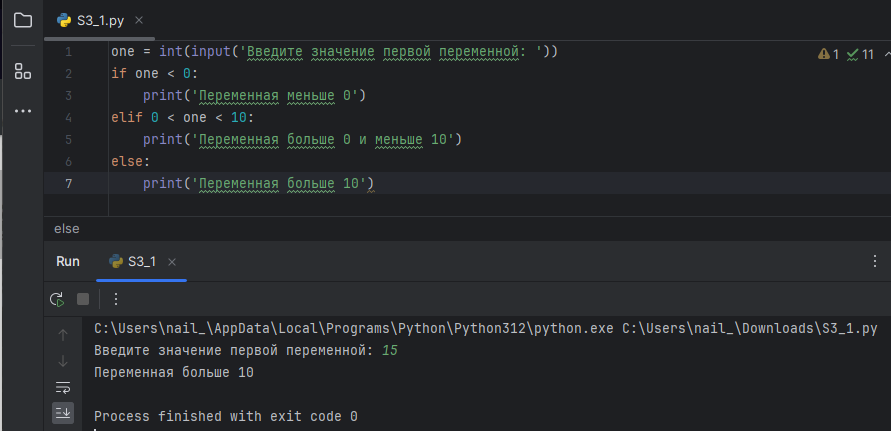 S3_1.py
1 one = int(input('Введите значение первой переменной: '))
1 11
2 if one < 0:
3 print('Переменная меньше 0')
4 elif 0 < one < 10:
5 print('Переменная больше 0 и меньше 10')
6 else:
7 print('Переменная больше 10')
else
Run S3_1
C:\Users\nail_\AppData\Local\Programs\Python\Python312\python.exe C:\Users\nail_\Downloads\S3_1.py
Введите значение первой переменной: 15
Переменная больше 10
Process finished with exit code 0